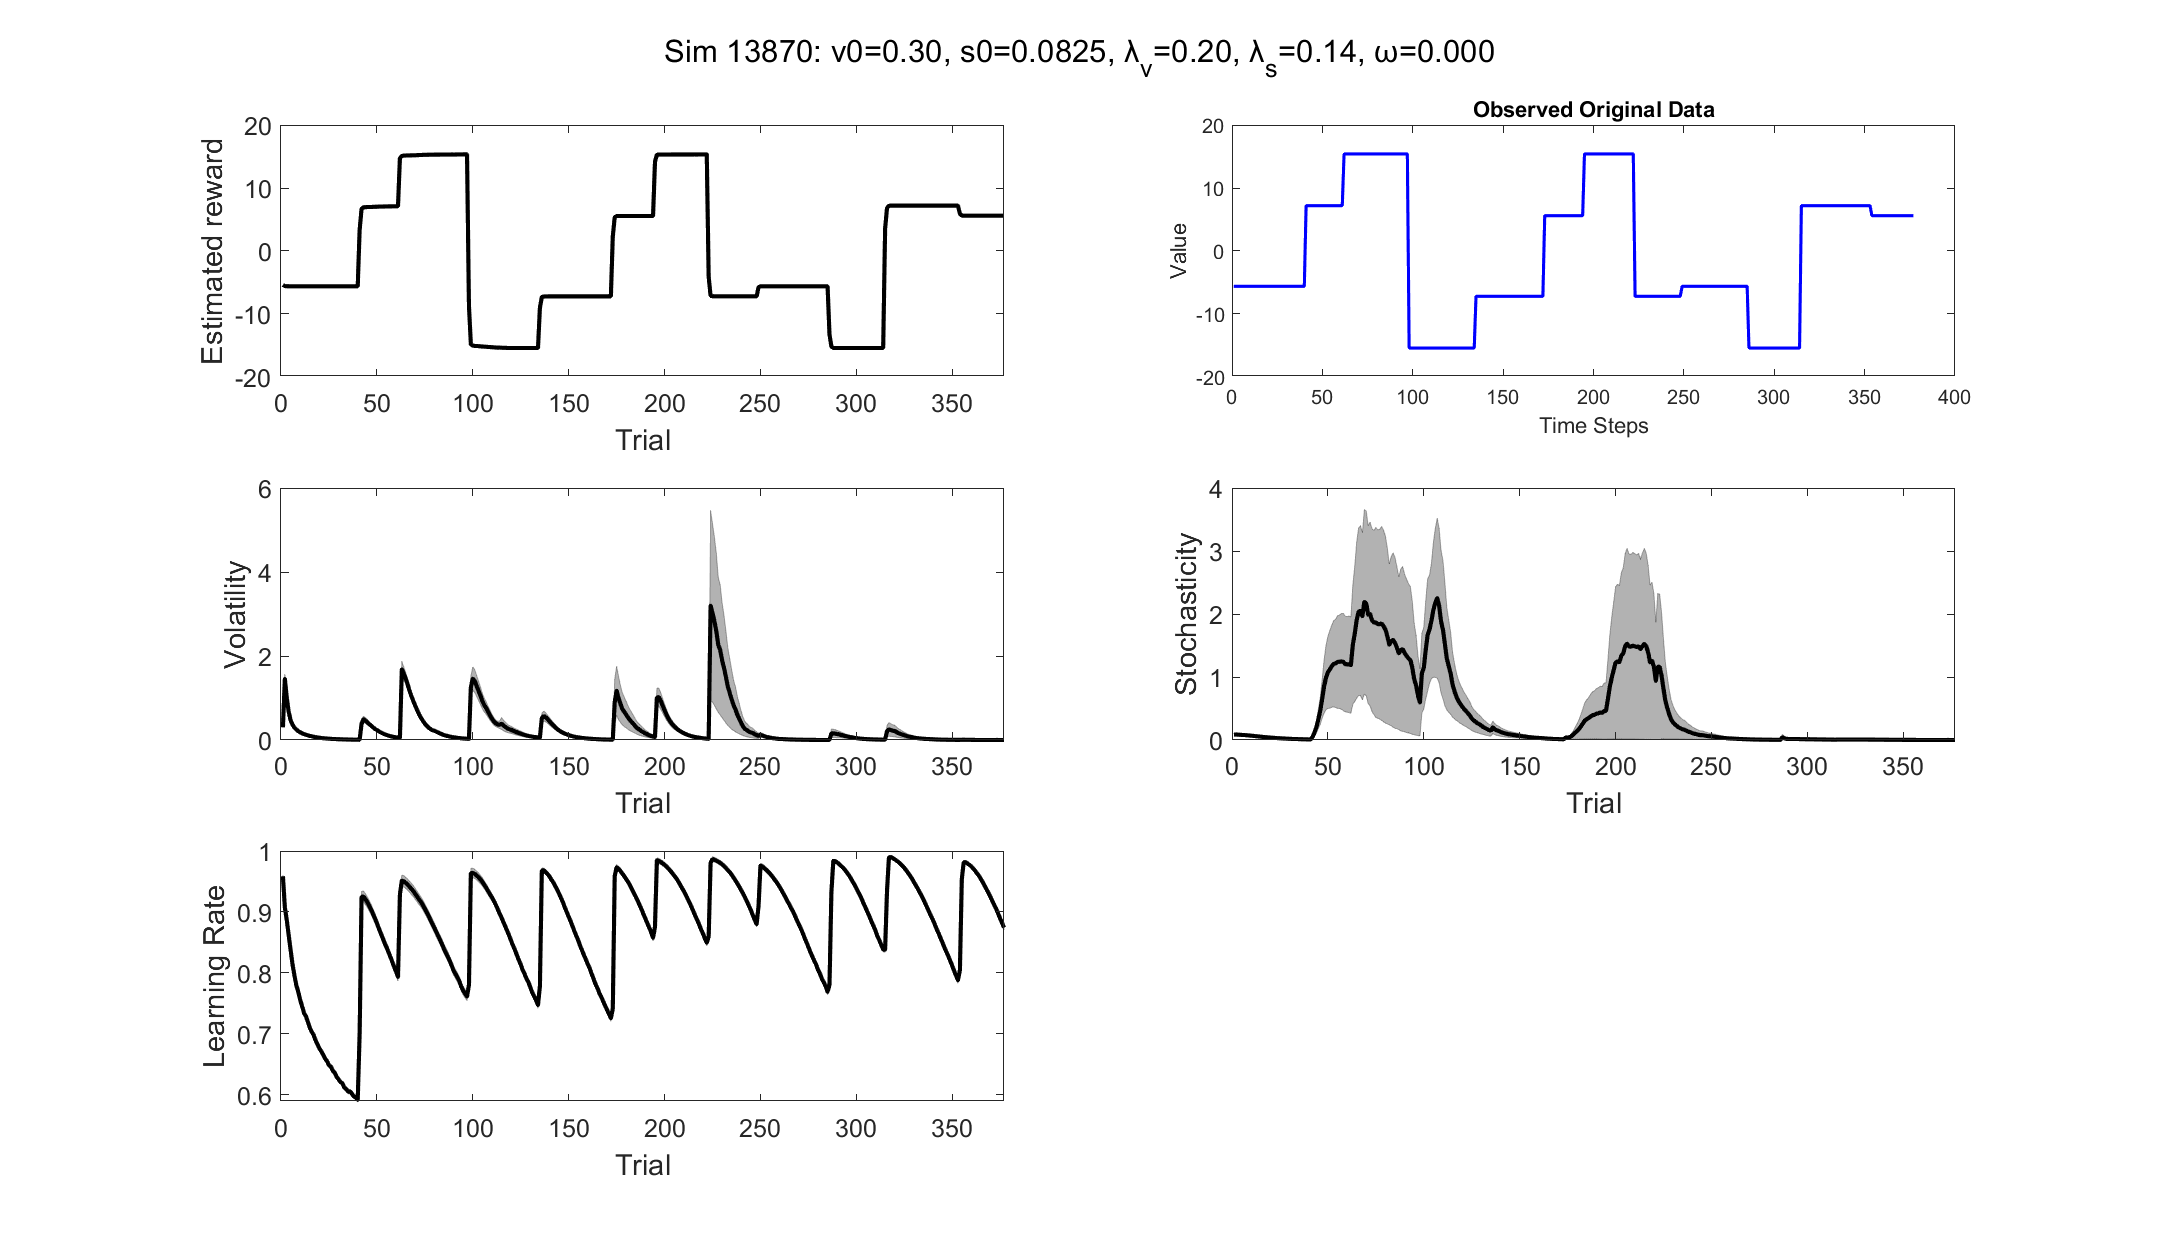 Sim 13870: v0=0.30, s0=0.0825, λv=0.20, λs=0.14, ω=0.000
Estimated reward
20
10
0
-10
-20
0 50 100 150 200 250 300 350
Trial
Observed Original Data
Value
20
10
0
-10
-20
0 50 100 150 200 250 300 350 400
Time Steps
Volatility
6
4
2
0
0 50 100 150 200 250 300 350
Trial
Stochasticity
4
3
2
1
0
0 50 100 150 200 250 300 350
Trial
Learning Rate
1
0.9
0.8
0.7
0.6
0 50 100 150 200 250 300 350
Trial